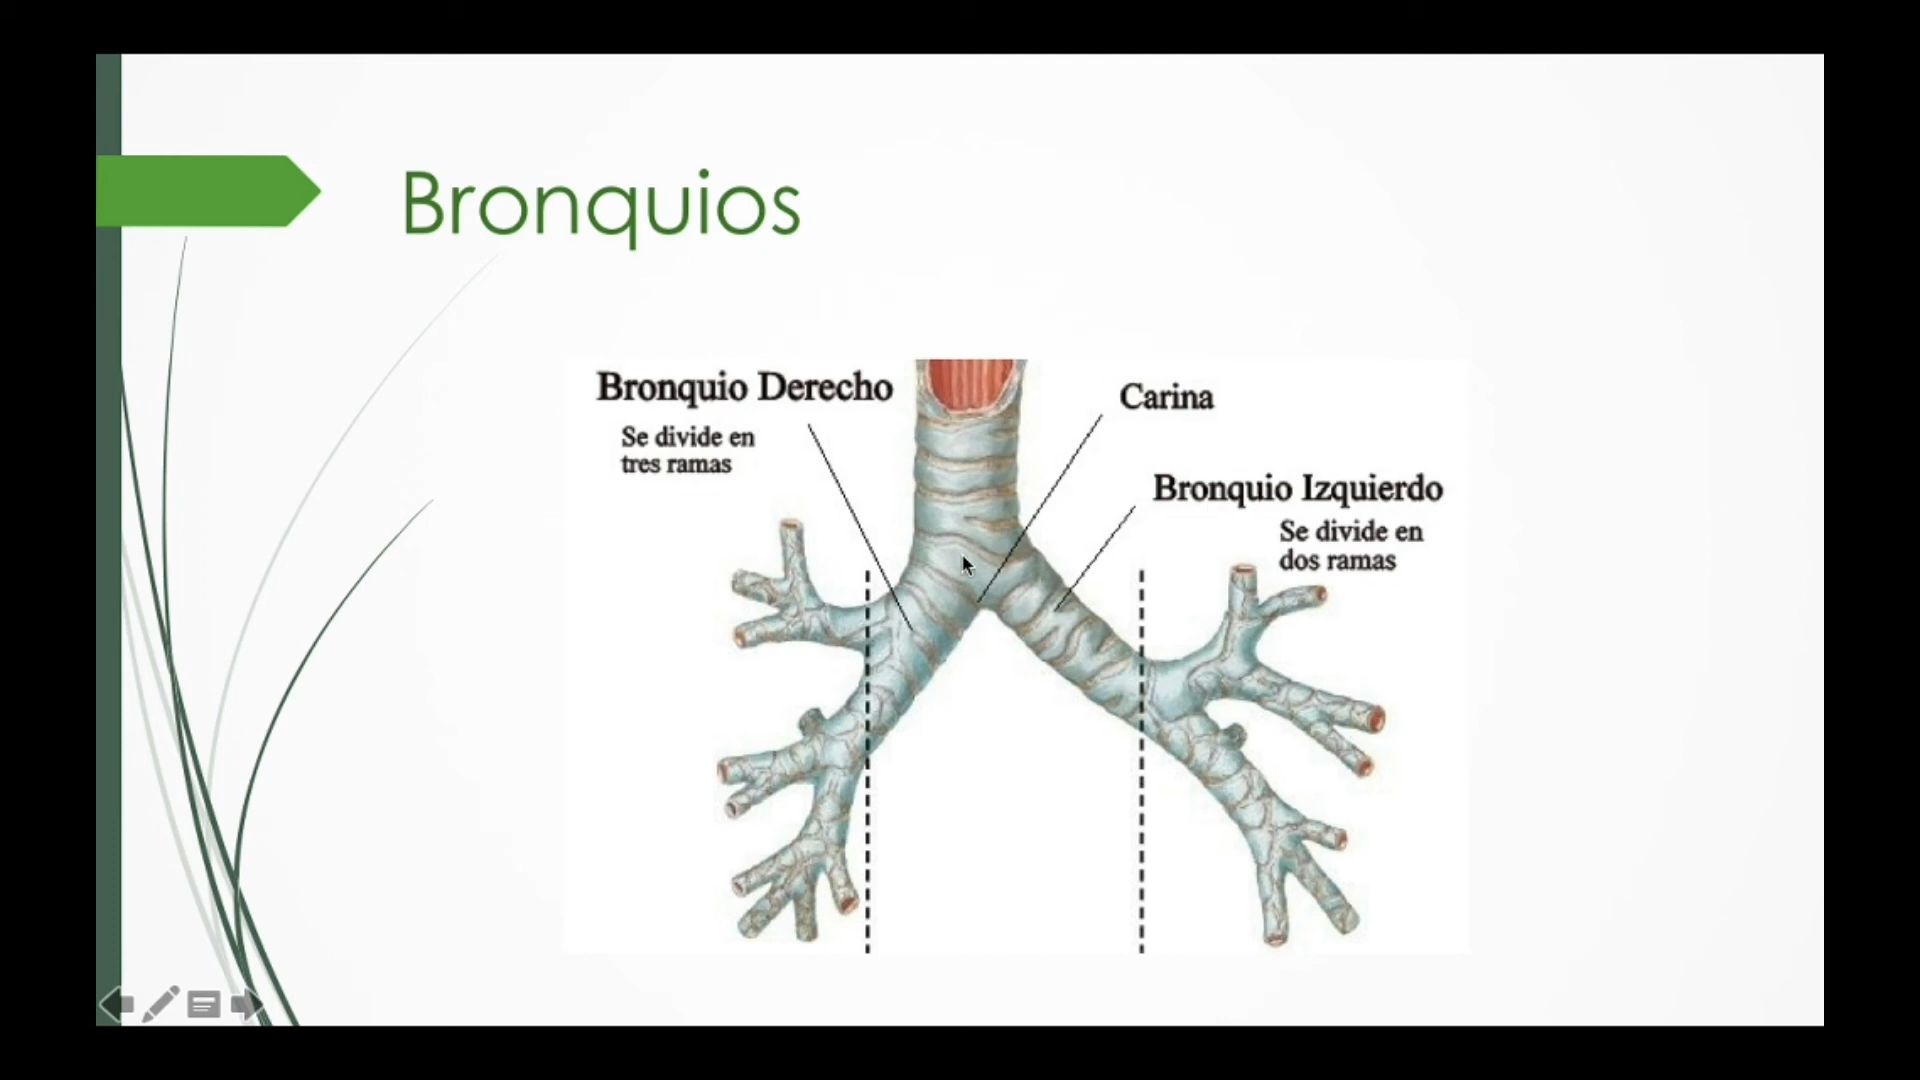 Bronquios
Bronquio Derecho
Se divide en
tres ramas
Carina
Bronquio Izquierdo
Se divide en
dos ramas